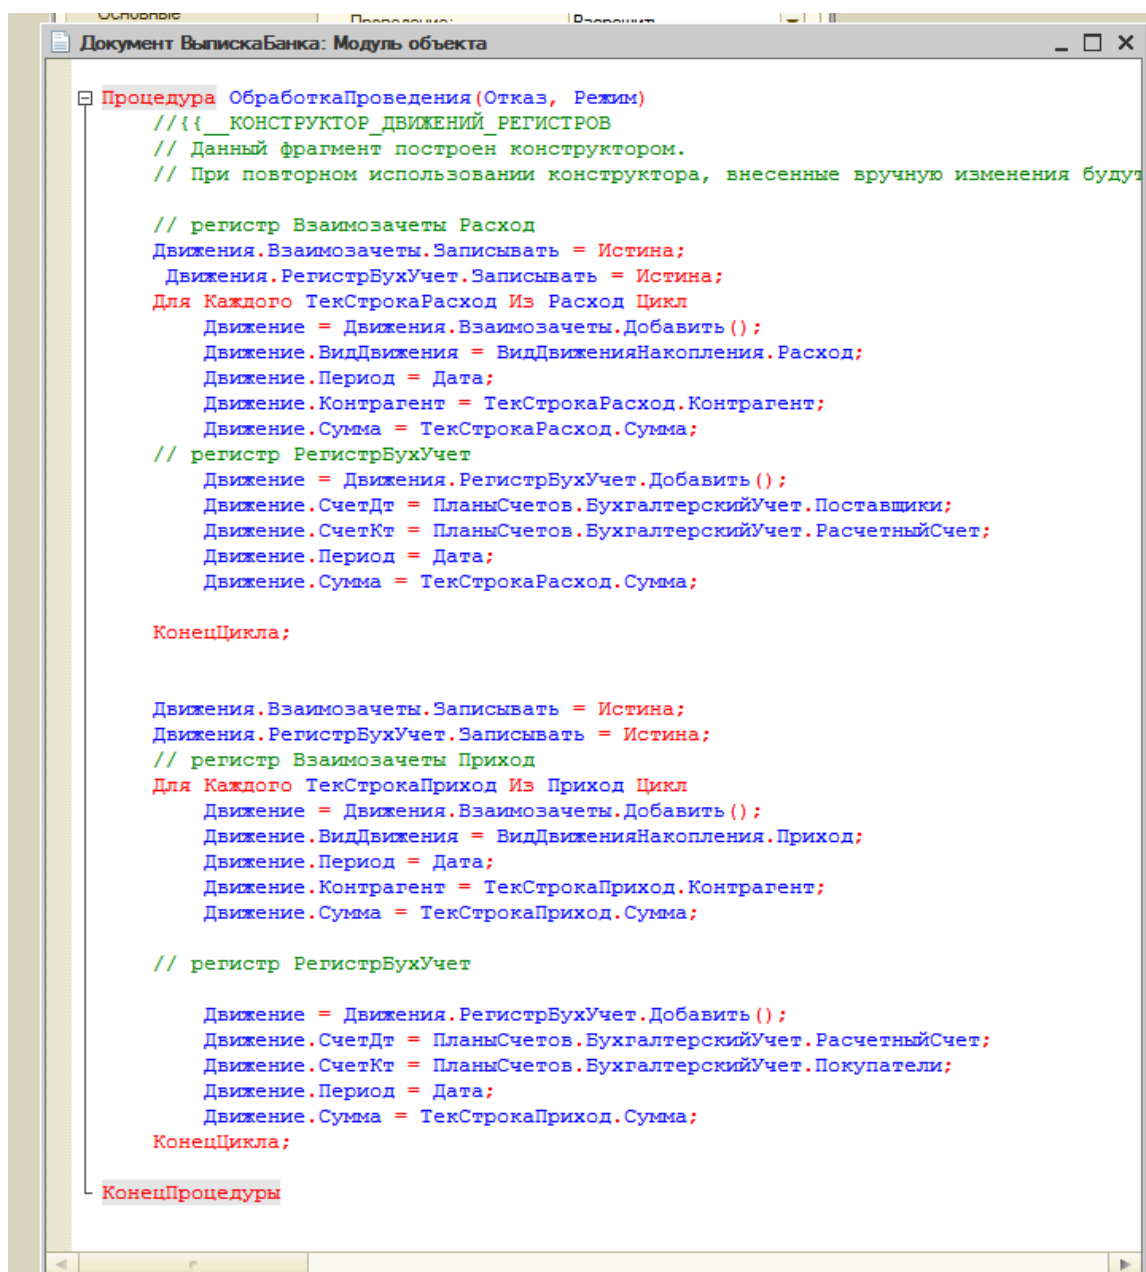 Основные
Проведение: Разрешить
Документ ВыпискаБанка: Модуль объекта
Процедура ОбработкаПроведения(Отказ, Режим)
//{{__КОНСТРУКТОР_ДВИЖЕНИЙ_РЕГИСТРОВ
// Данный фрагмент построен конструктором.
// При повторном использовании конструктора, внесенные вручную изменения будут
// регистр Взаимозачеты Расход
Движения.Взаимозачеты.Записывать = Истина;
Движения.РегистрБухУчет.Записывать = Истина;
Для Каждого ТекСтрокаРасход Из Расход Цикл
Движение = Движения.Взаимозачеты.Добавить();
Движение.ВидДвижения = ВидДвиженияНакопления.Расход;
Движение.Период = Дата;
Движение.Контрагент = ТекСтрокаРасход.Контрагент;
Движение.Сумма = ТекСтрокаРасход.Сумма;
// регистр РегистрБухУчет
Движение = Движения.РегистрБухУчет.Добавить();
Движение.СчетДт = ПланыСчетов.БухгалтерскийУчет.Поставщики;
Движение.СчетКт = ПланыСчетов.БухгалтерскийУчет.РасчетныйСчет;
Движение.Период = Дата;
Движение.Сумма = ТекСтрокаРасход.Сумма;
КонецЦикла;
Движения.Взаимозачеты.Записывать = Истина;
Движения.РегистрБухУчет.Записывать = Истина;
// регистр Взаимозачеты Приход
Для Каждого ТекСтрокаПриход Из Приход Цикл
Движение = Движения.Взаимозачеты.Добавить();
Движение.ВидДвижения = ВидДвиженияНакопления.Приход;
Движение.Период = Дата;
Движение.Контрагент = ТекСтрокаПриход.Контрагент;
Движение.Сумма = ТекСтрокаПриход.Сумма;
// регистр РегистрБухУчет
Движение = Движения.РегистрБухУчет.Добавить();
Движение.СчетДт = ПланыСчетов.БухгалтерскийУчет.РасчетныйСчет;
Движение.СчетКт = ПланыСчетов.БухгалтерскийУчет.Покупатели;
Движение.Период = Дата;
Движение.Сумма = ТекСтрокаПриход.Сумма;
КонецЦикла;
КонецПроцедуры